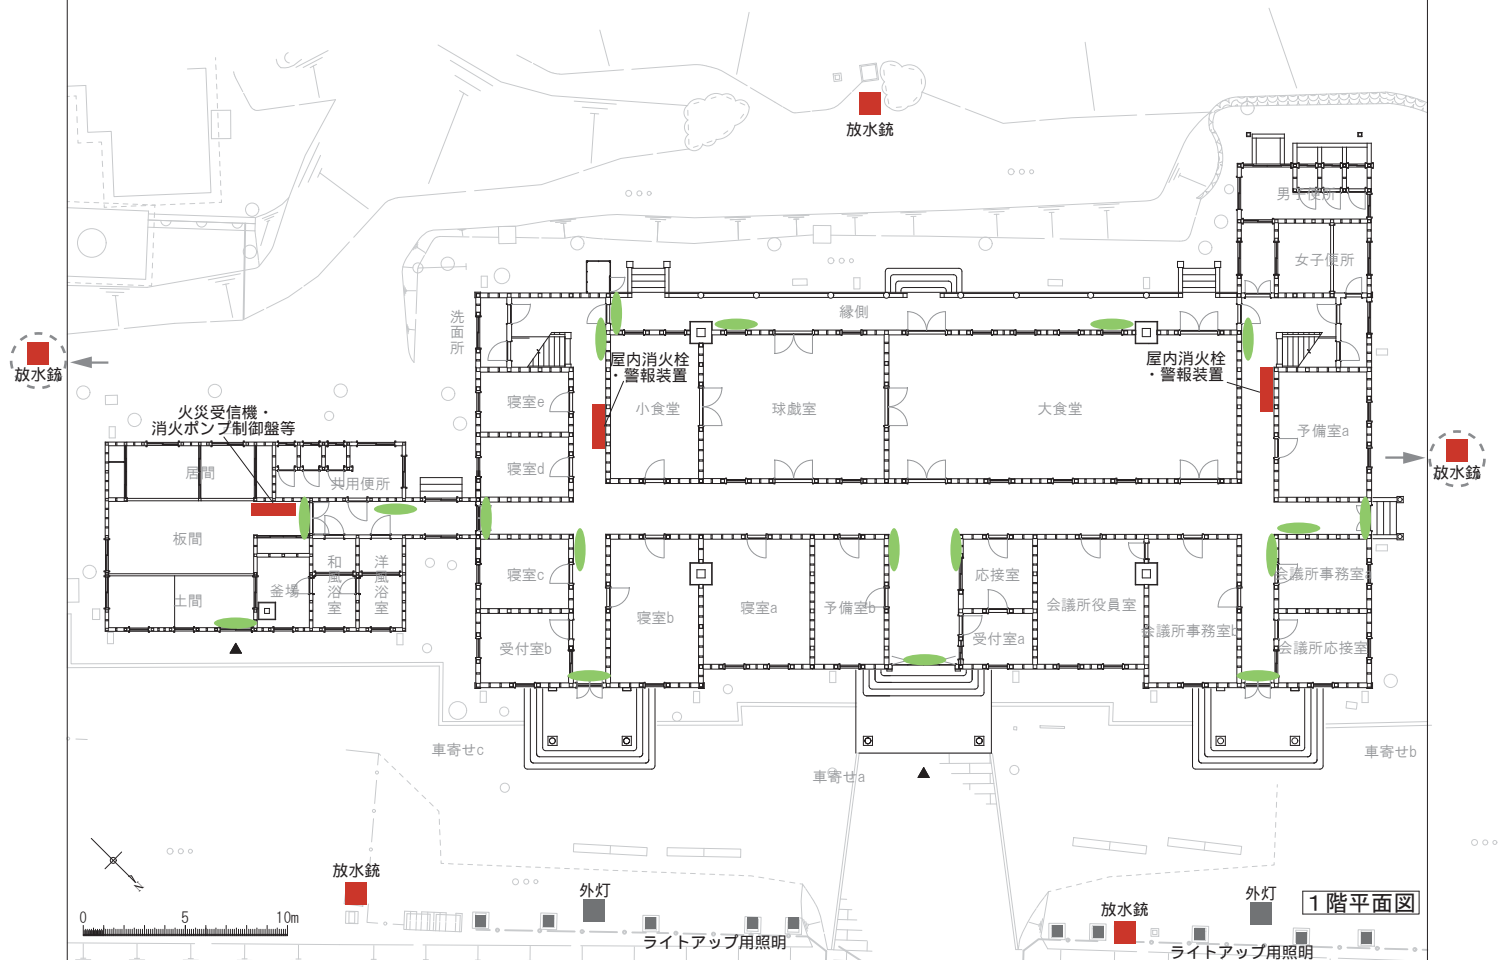 放水銃
男子便所
女子便所
洗面所
縁側
放水銃
屋内消火栓
・警報装置
屋内消火栓
・警報装置
火災受信機・
消火ポンプ制御盤等
寝室e
小食堂
球戯室
大食堂
予備室a
放水銃
居間
共用便所
寝室d
板間
和風浴室
洋風浴室
釜場
土間
寝室c
寝室b
寝室a
予備室b
応接室
会議所役員室
会議所事務室a
受付室b
受付室a
会議所事務室b
会議所応接室
車寄せc
車寄せa
車寄せb
N
放水銃
外灯
外灯
1階平面図
放水銃
0 5 10m
ライトアップ用照明
ライトアップ用照明